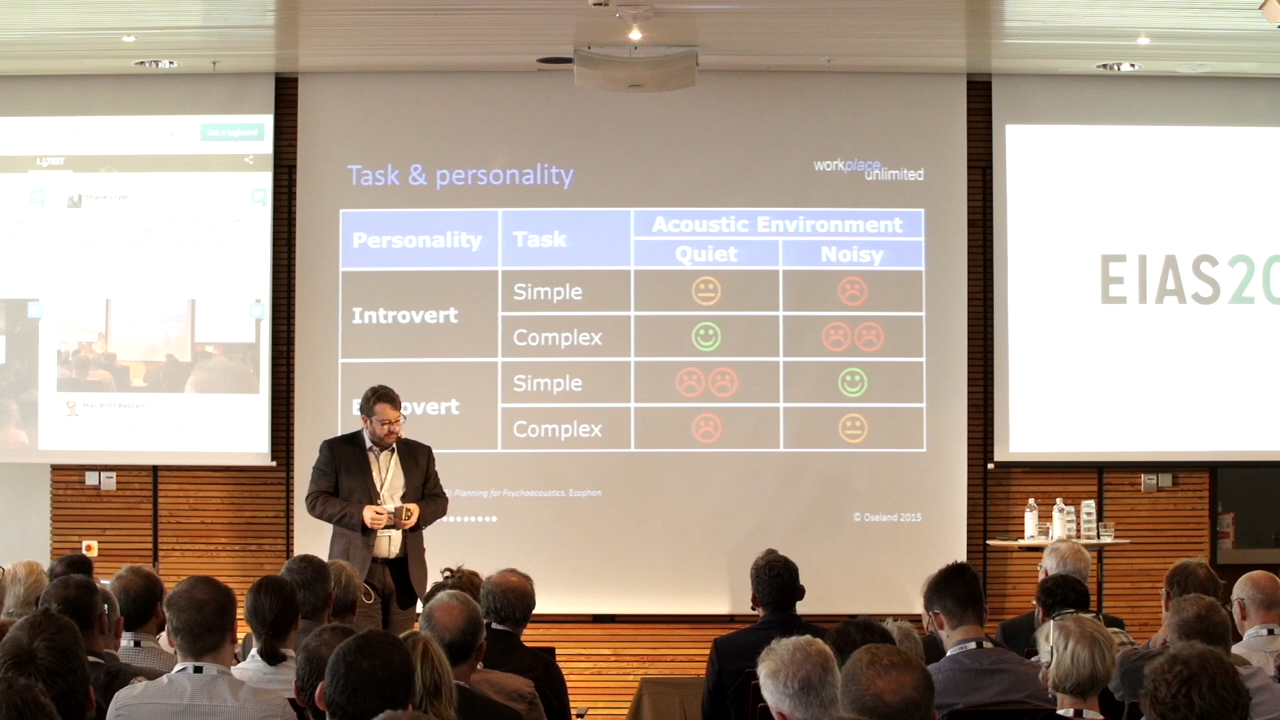 LATEST
Task & personality
workplace
unlimited
Personality
Task
Acoustic Environment
Quiet
Noisy
Introvert
Simple
Complex
Simple
Complex
Planning for Psychoacoustics. Ecophon
© Oseland 2015
EIAS20